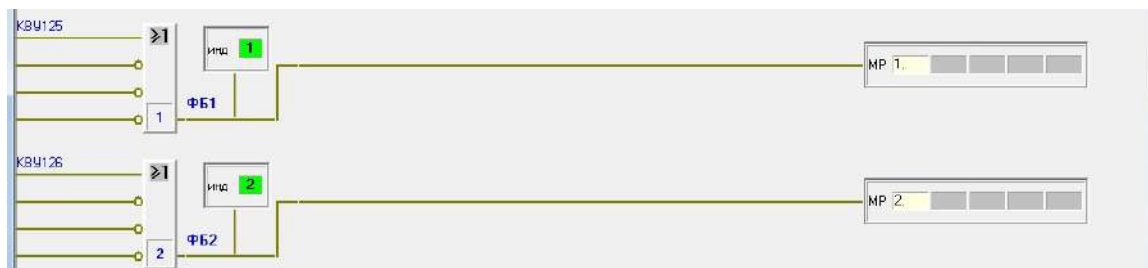 КВУ125
≥1
инд 1
МР 1.
ФБ1
1
КВУ126
≥1
инд 2
МР 2.
ФБ2
2